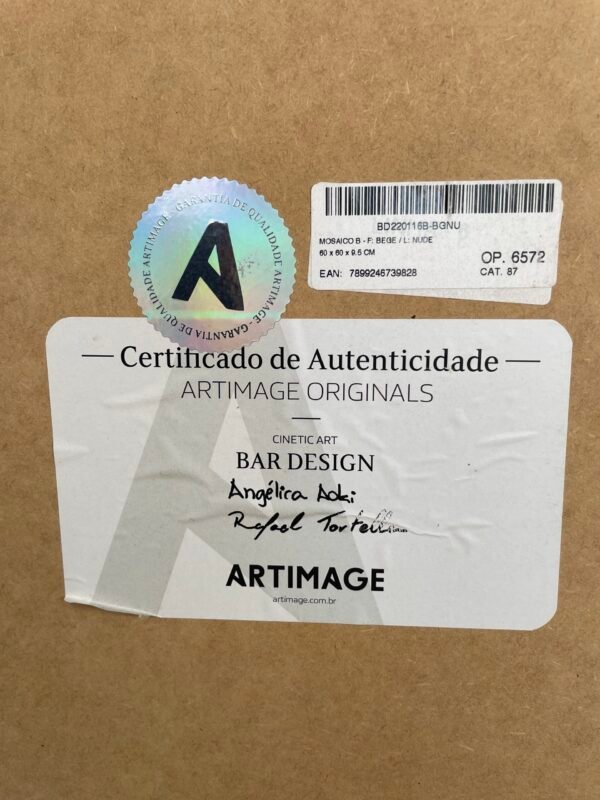 GARANTIA DE QUALIDADE ARTIMAGE - GARANTIA DE QUALIDADE ARTIMAGE -
BD220116B-BGNU
MOSAICO B - F: BEGE / L: NUDE
60 x 60 x 9.5 CM
OP. 6572
EAN: 7899246739828
CAT. 87
Certificado de Autenticidade
ARTIMAGE ORIGINALS
CINETIC ART
BAR DESIGN
Angélica Aoki
Rafael
ARTIMAGE
artimage.com.br